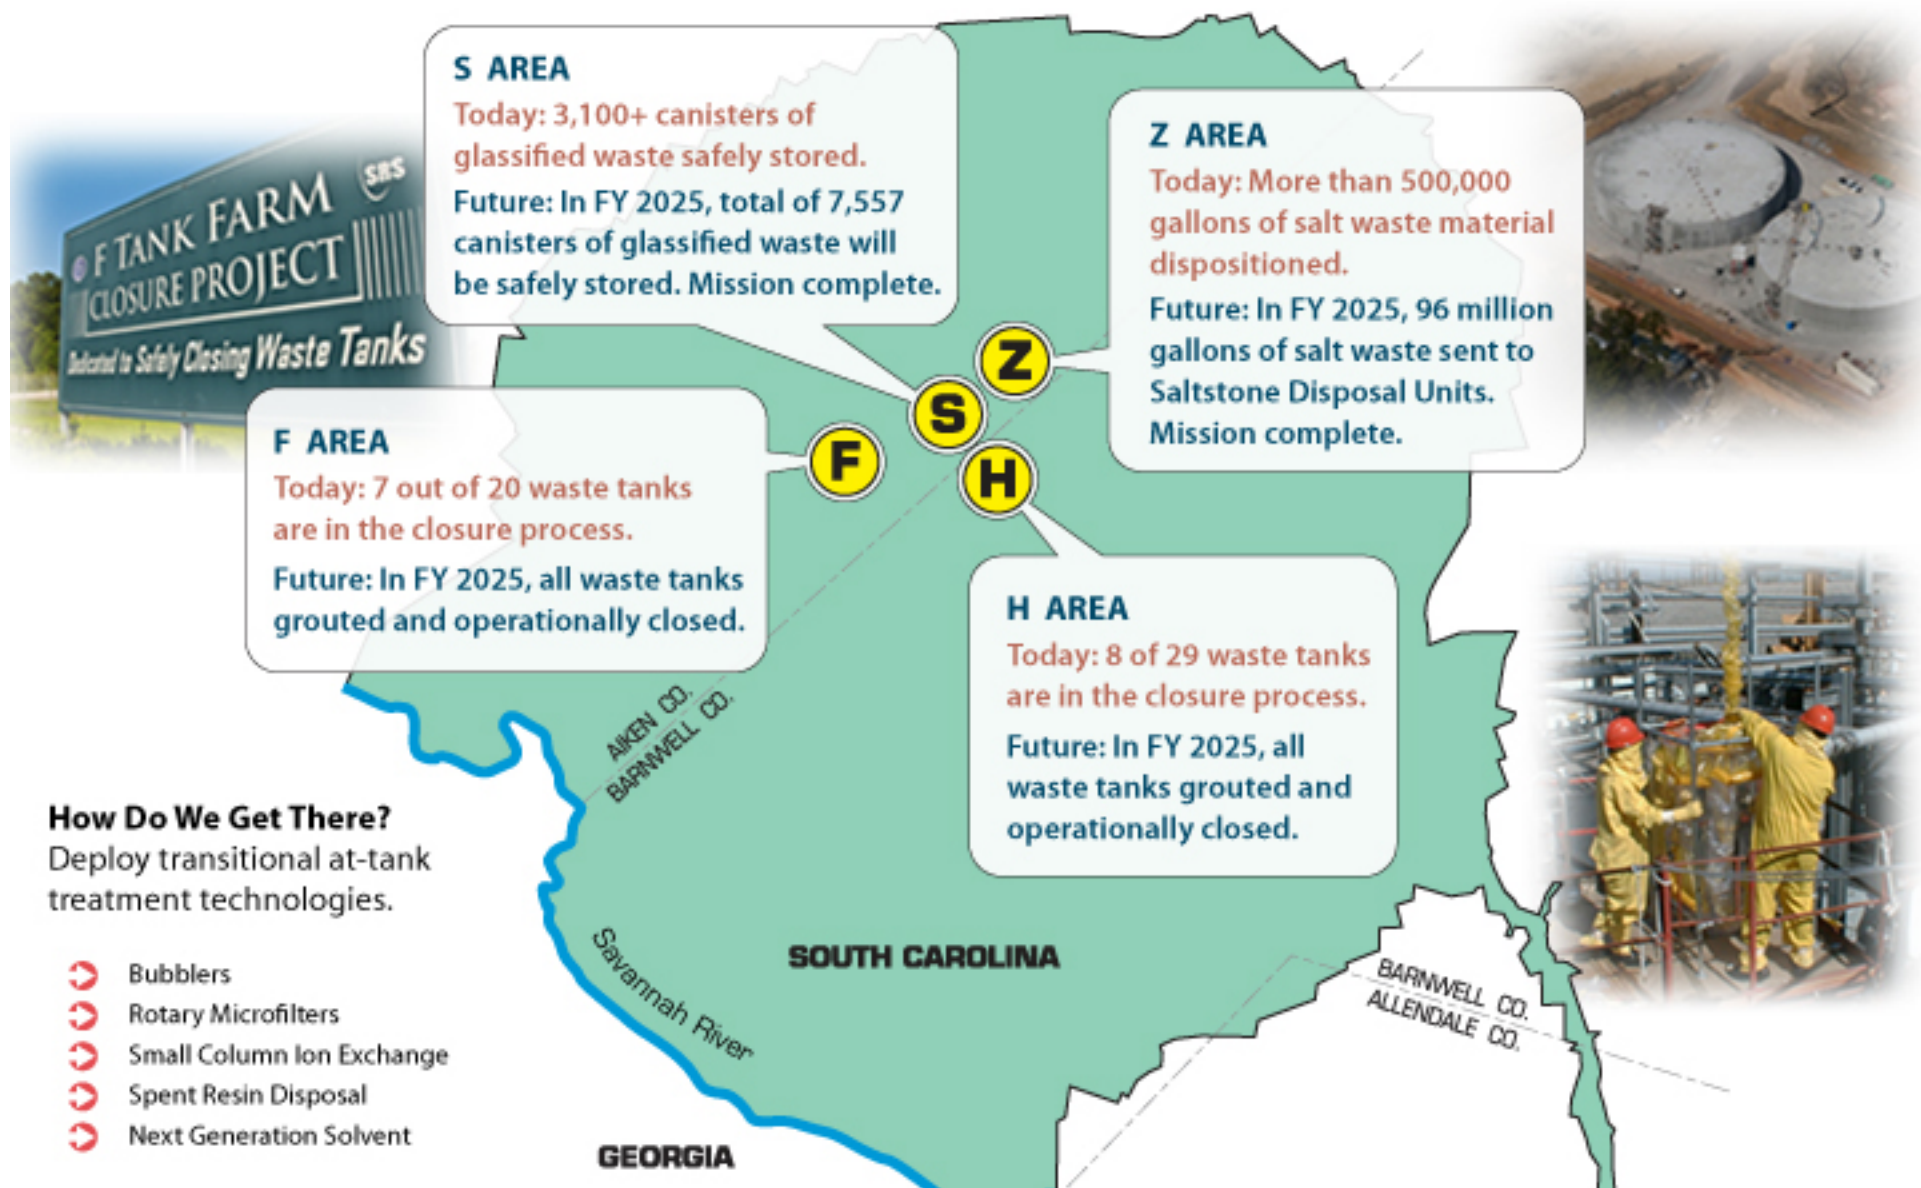 S AREA
Today: 3,100+ canisters of
glassified waste safely stored.
Future: In FY 2025, total of 7,557
canisters of glassified waste will
be safely stored. Mission complete.
Z AREA
Today: More than 500,000
gallons of salt waste material
dispositioned.
Future: In FY 2025, 96 million
gallons of salt waste sent to
Saltstone Disposal Units.
Mission complete.
SRS
F TANK FARM
CLOSURE PROJECT
Dedicated to Safely Closing Waste Tanks
Z
S
F
H
F AREA
Today: 7 out of 20 waste tanks
are in the closure process.
Future: In FY 2025, all waste tanks
grouted and operationally closed.
H AREA
Today: 8 of 29 waste tanks
are in the closure process.
Future: In FY 2025, all
waste tanks grouted and
operationally closed.
AIKEN CO.
BARNWELL CO.
How Do We Get There?
Deploy transitional at-tank
treatment technologies.
Bubblers
Rotary Microfilters
Small Column Ion Exchange
Spent Resin Disposal
Next Generation Solvent
Savannah River
SOUTH CAROLINA
BARNWELL CO.
ALLENDALE CO.
GEORGIA